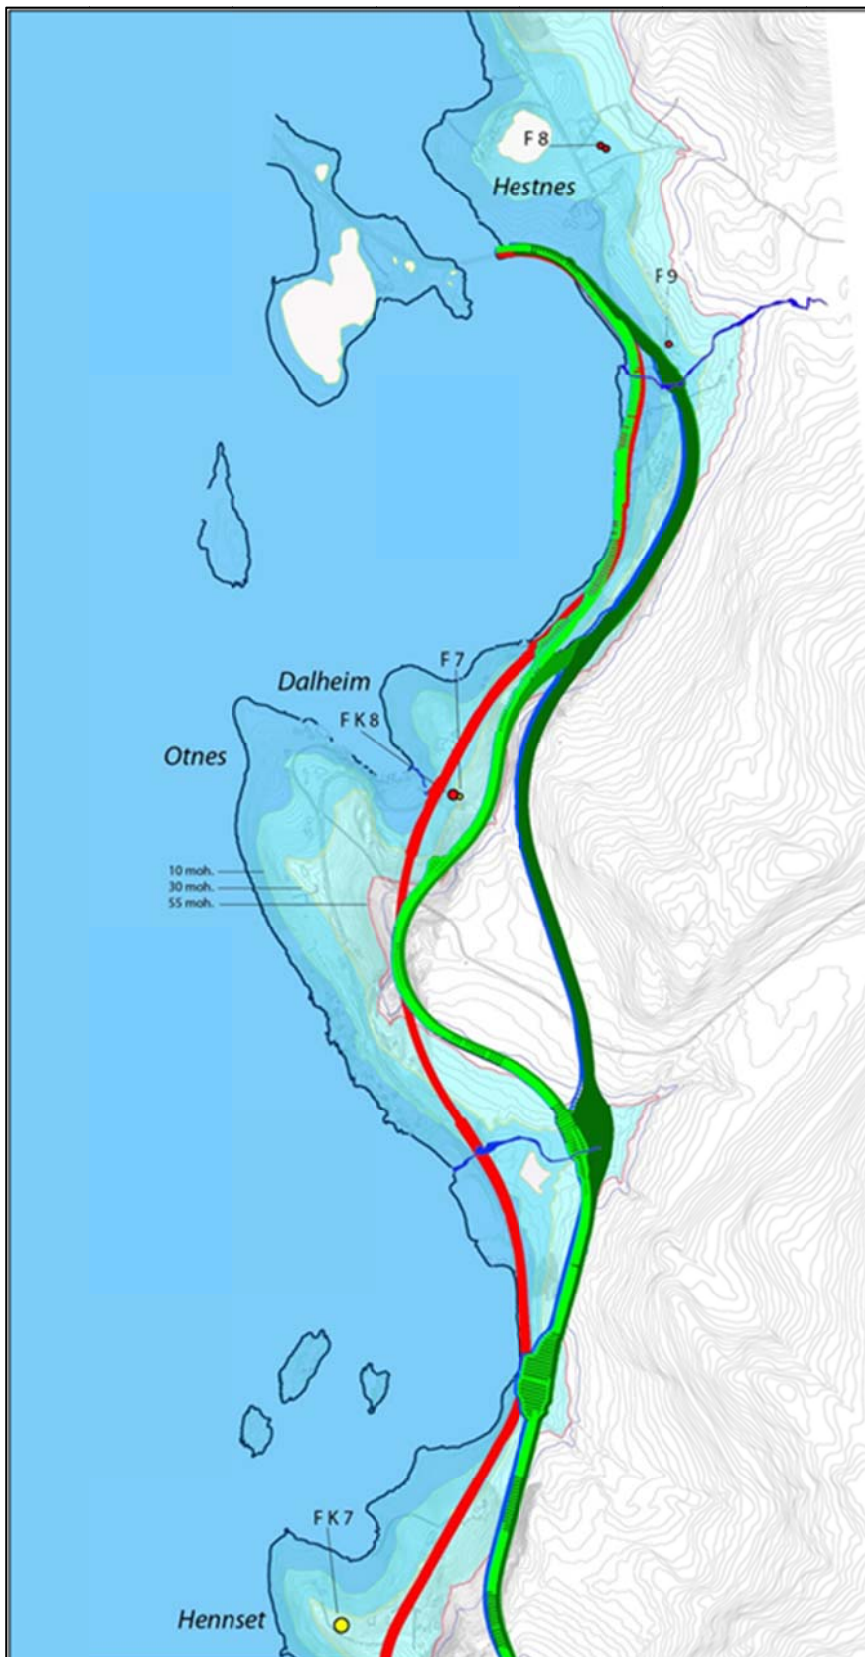 F 8
Hestnes
F 9
F 7
Dalheim
F K 8
Otnes
10 moh.
30 moh.
55 moh.
F K 7
Hennset